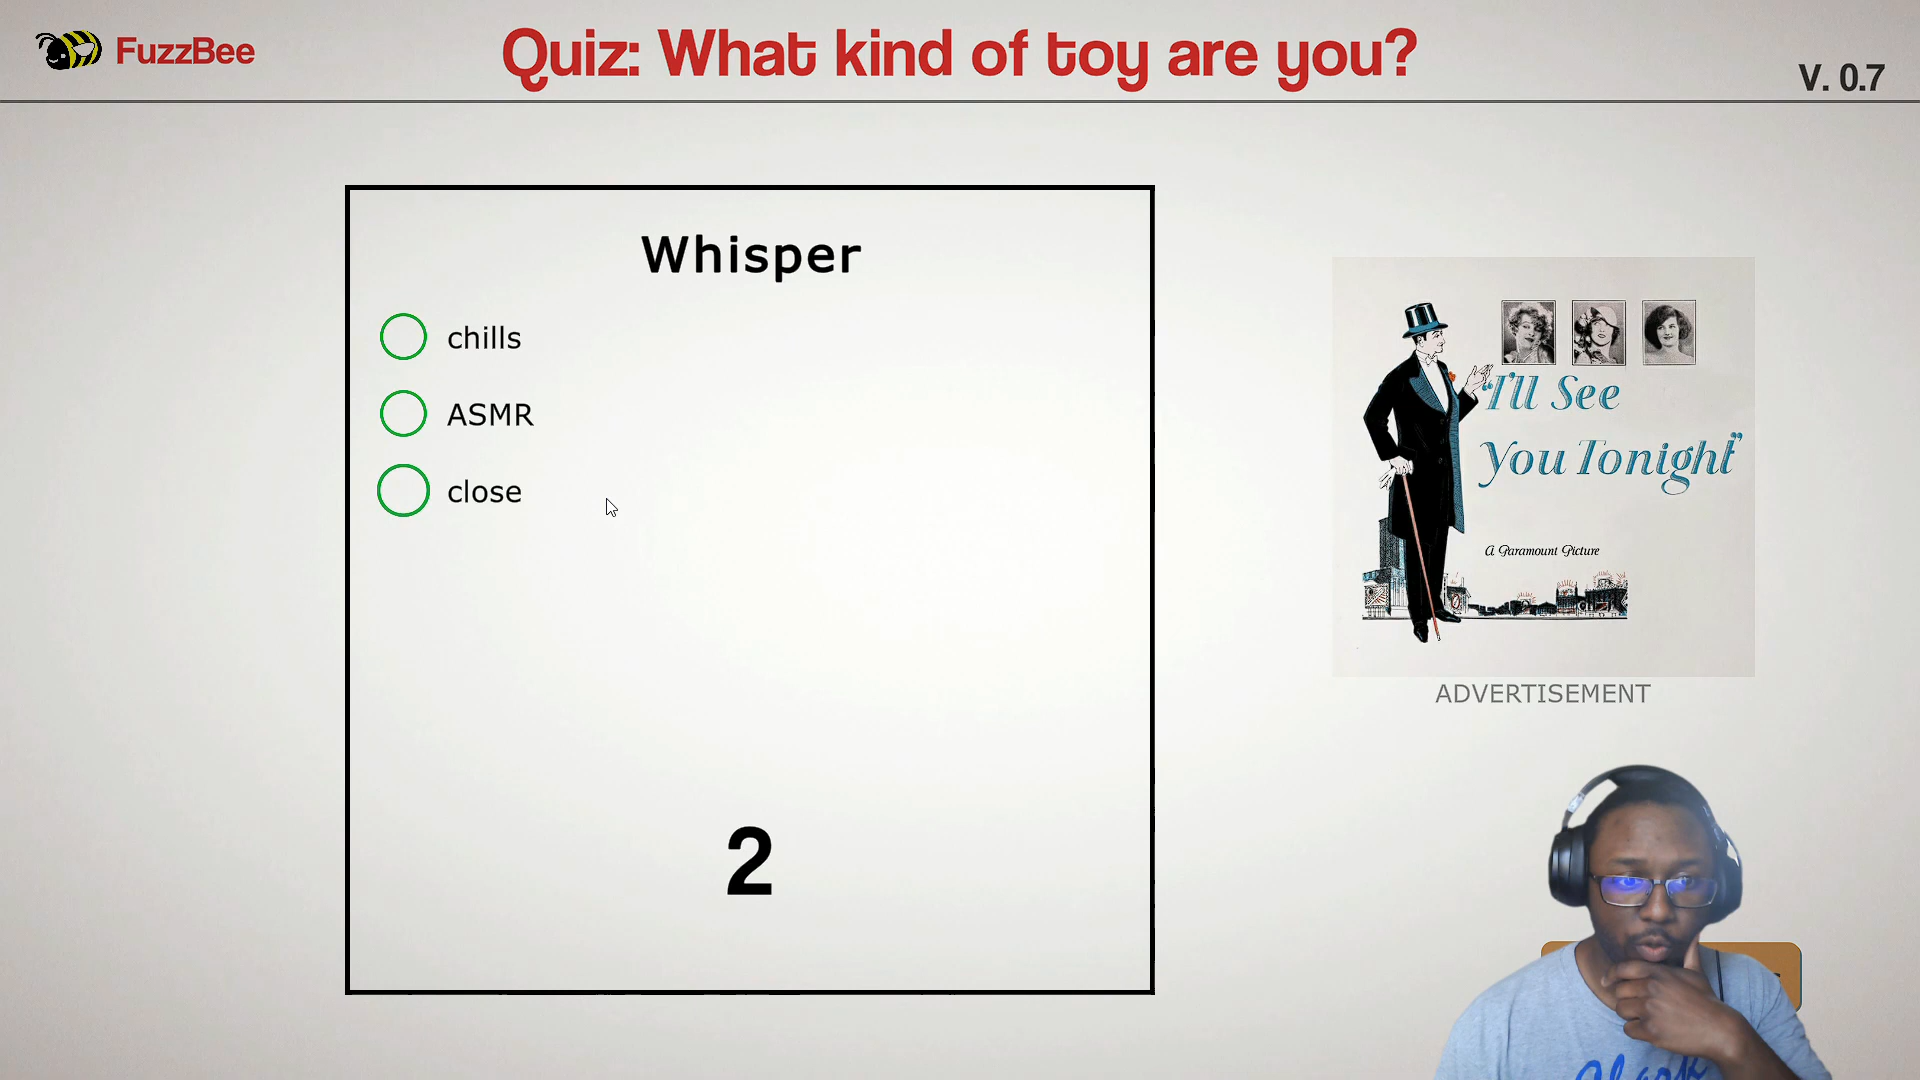 FuzzBee
Quiz: What kind of toy are you?
V. 0.7
Whisper
chills
ASMR
close
2
"I'll See
You Tonight"
A Paramount Picture
ADVERTISEMENT